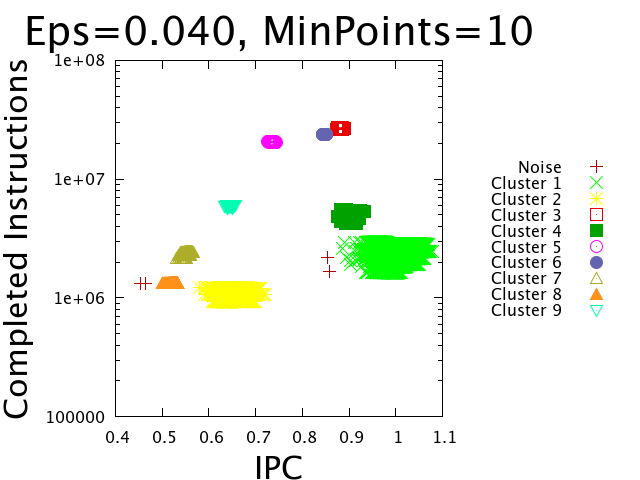 Eps=0.040, MinPoints=10
Completed Instructions
1e+08
1e+07
1e+06
100000
0.4 0.5 0.6 0.7 0.8 0.9 1 1.1
IPC
Noise
Cluster 1
Cluster 2
Cluster 3
Cluster 4
Cluster 5
Cluster 6
Cluster 7
Cluster 8
Cluster 9